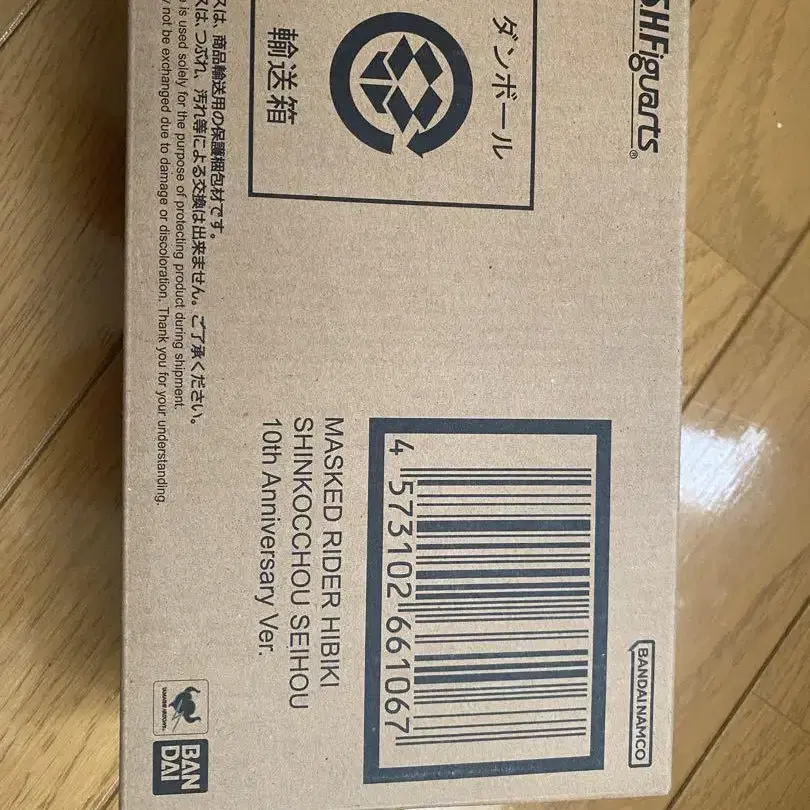 S.H.Figuarts®
ダンボール
輸送箱
スは、商品輸送用の保護梱包材です。
スは、つぶれ、汚れ等による交換は出来ません。ご了承ください。
is used solely for the purpose of protecting product during shipment.
not be exchanged due to damage or discoloration. Thank you for your understanding.
BANDAI NAMCO
4 573102 661067
MASKED RIDER HIBIKI
SHINKOCCHOU SEIHOU
10th Anniversary Ver.
BAN
DAI